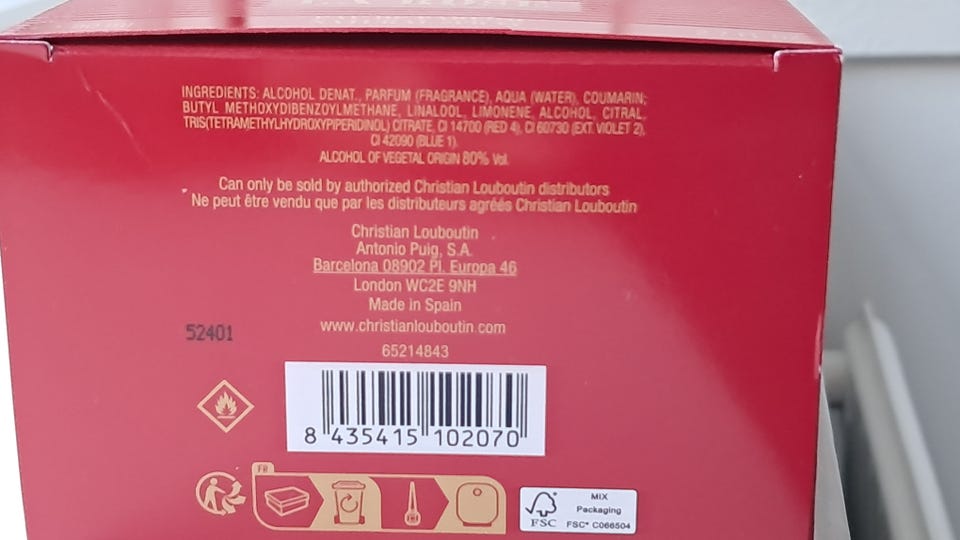 INGREDIENTS: ALCOHOL DENAT., PARFUM (FRAGRANCE), AQUA (WATER), COUMARIN,
BUTYL METHOXYDIBENZOYLMETHANE, LINALOOL, LIMONENE, ALCOHOL, CITRAL,
TRIS(TETRAMETHYLHYDROXYPIPERIDINOL) CITRATE, CI 14700 (RED 4), CI 60730 (EXT. VIOLET 2),
CI 42090 (BLUE 1).
ALCOHOL OF VEGETAL ORIGIN 80% Vol.
Can only be sold by authorized Christian Louboutin distributors
Ne peut être vendu que par les distributeurs agréés Christian Louboutin
Christian Louboutin
Antonio Puig, S.A.
Barcelona 08902 Pl. Europa 46
London WC2E 9NH
Made in Spain
www.christianlouboutin.com
52401
65214843
8 435415 102070
FR
FSC
MIX
Packaging
FSC® C066504